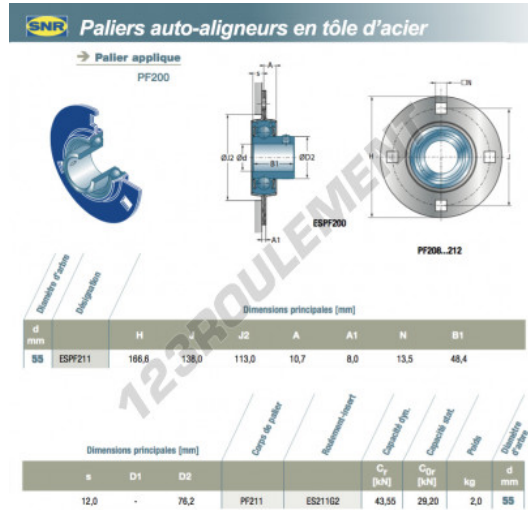 SNR Paliers auto-aligneurs en tôle d'acier
Palier applique
PF200
A
s
□N
ØJ2
Ød
B1
ØD2
H
J
A1
ESPF200
PF208...212
123ROULEMENT
Diamètre d'arbre
Désignation
Dimensions principales [mm]
d
mm
H J J2 A A1 N B1
55 ESPF211 166,6 138,0 113,0 10,7 8,0 13,5 48,4
Corps de palier
Roulement-insert
Capacité dyn.
Capacité stat.
Poids
Diamètre d'arbre
Dimensions principales [mm]
s D1 D2
Cr [kN]
C0r [kN]
kg
d
mm
12,0 - 76,2 PF211 ES211G2 43,55 29,20 2,0 55